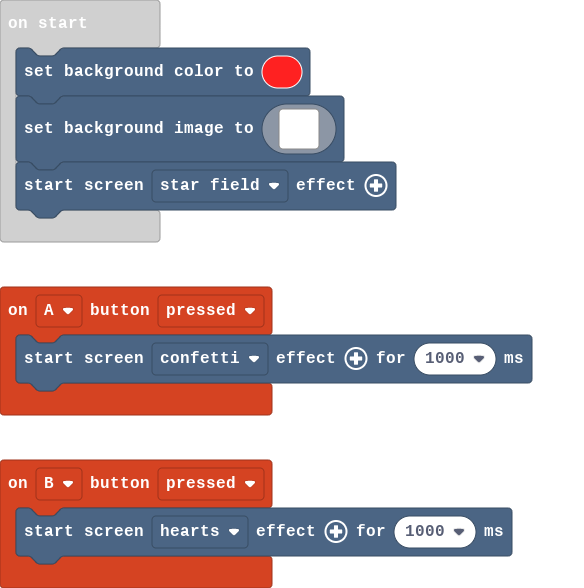 on start
set background color to
set background image to
start screen star field effect
on A button pressed
start screen confetti effect for 1000 ms
on B button pressed
start screen hearts effect for 1000 ms